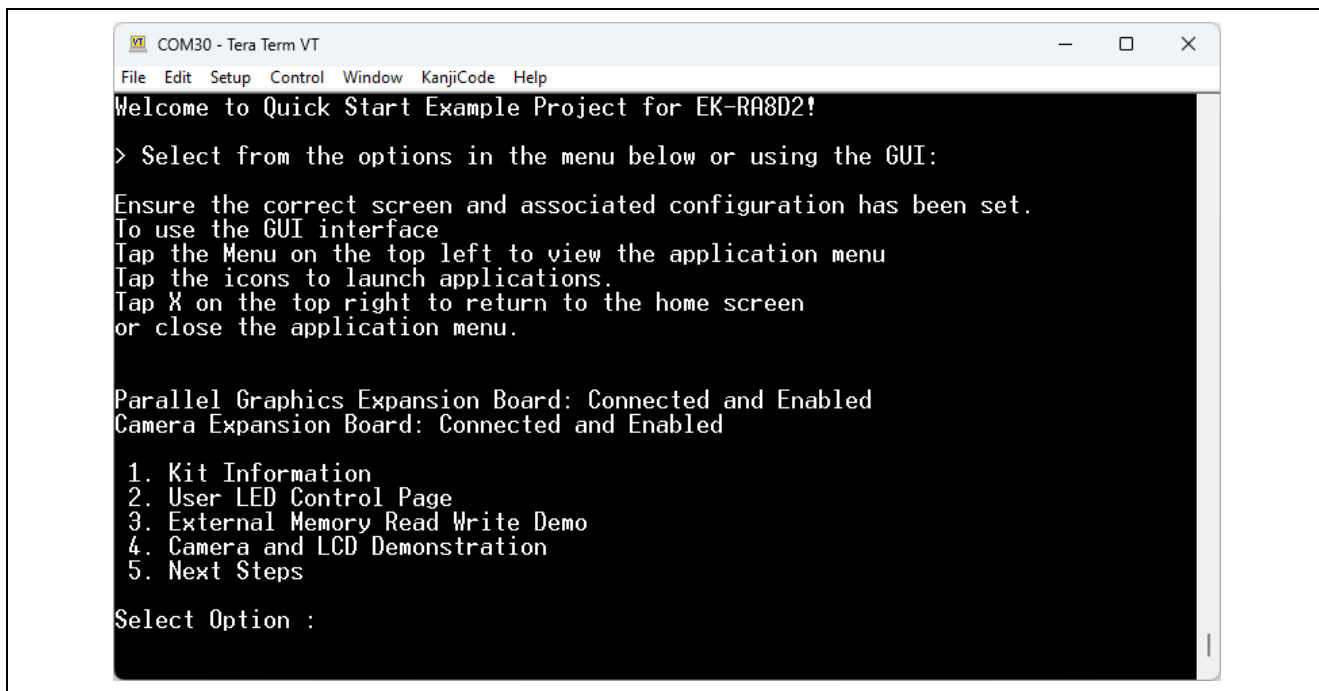 COM30 - Tera Term VT
File Edit Setup Control Window KanjiCode Help
Welcome to Quick Start Example Project for EK-RA8D2!
> Select from the options in the menu below or using the GUI:
Ensure the correct screen and associated configuration has been set.
To use the GUI interface
Tap the Menu on the top left to view the application menu
Tap the icons to launch applications.
Tap X on the top right to return to the home screen
or close the application menu.
Parallel Graphics Expansion Board: Connected and Enabled
Camera Expansion Board: Connected and Enabled
1. Kit Information
2. User LED Control Page
3. External Memory Read Write Demo
4. Camera and LCD Demonstration
5. Next Steps
Select Option :